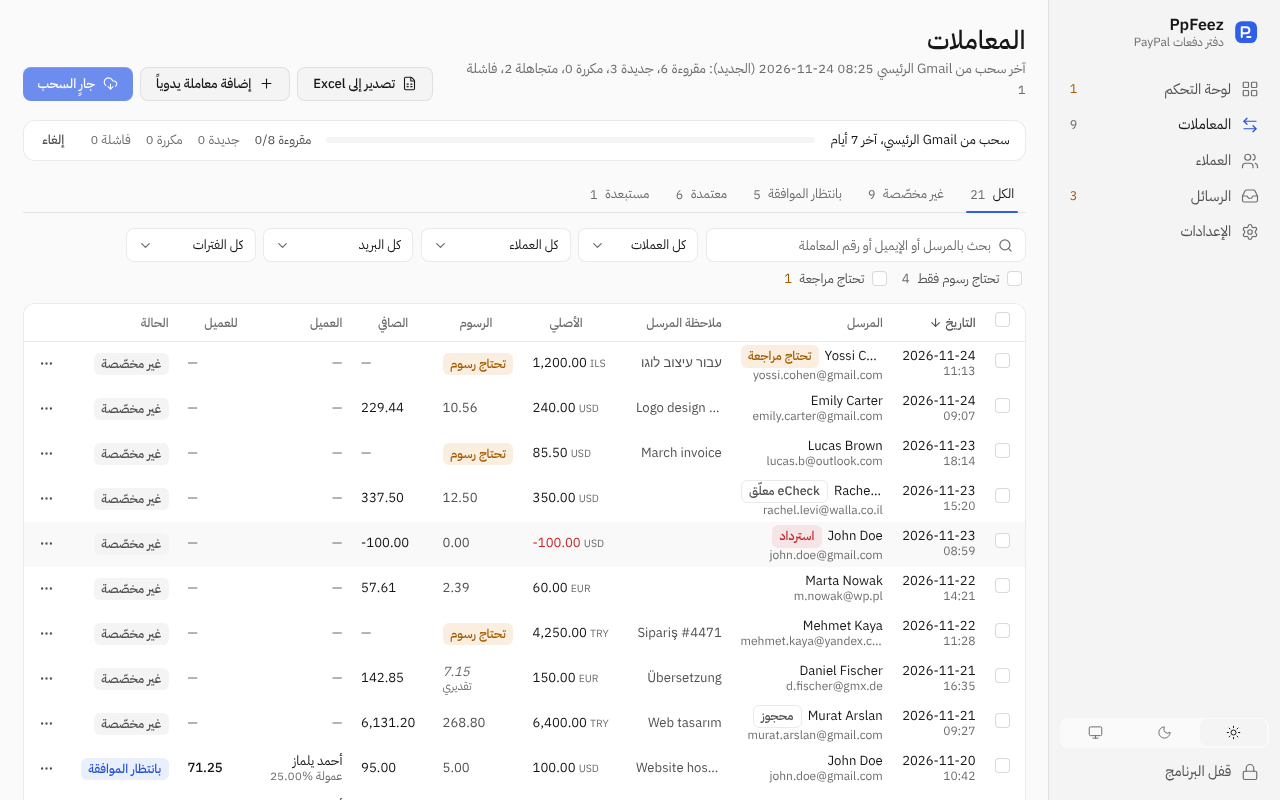 PpFeez
دفتر دفعات PayPal
لوحة التحكم 1
المعاملات 9
العملاء
الرسائل 3
الإعدادات
قفل البرنامج
المعاملات
آخر سحب من Gmail الرئيسي 08:25 24-11-2026 (الجديد): مقروءة 6، جديدة 3، مكررة 0، متجاهلة 2، فاشلة
1
تصدير إلى Excel
إضافة معاملة يدوياً
جارٍ السحب
سحب من Gmail الرئيسي، آخر 7 أيام
مقروءة 0/8 جديدة 0 مكررة 0 فاشلة 0 إلغاء
الكل 21 غير مخصّصة 9 بانتظار الموافقة 5 معتمدة 6 مستبعدة 1
بحث بالمرسل أو الإيميل أو رقم المعاملة
كل العملات كل العملاء كل البريد كل الفترات
تحتاج رسوم فقط 4 تحتاج مراجعة 1
التاريخ ↓ المرسل ملاحظة المرسل الأصلي الرسوم الصافي العميل للعميل الحالة
2026-11-24 Yossi C... تحتاج مراجعة עבור עיצוב לוגו 1,200.00 ILS تحتاج رسوم — — — غير مخصّصة ...
11:13 yossi.cohen@gmail.com
2026-11-24 Emily Carter Logo design ... 240.00 USD 10.56 229.44 — — غير مخصّصة ...
09:07 emily.carter@gmail.com
2026-11-23 Lucas Brown March invoice 85.50 USD تحتاج رسوم — — — غير مخصّصة ...
18:14 lucas.b@outlook.com
2026-11-23 Rache... eCheck معلّق 350.00 USD 12.50 337.50 — — غير مخصّصة ...
15:20 rachel.levi@walla.co.il
2026-11-23 John Doe استرداد -100.00 USD 0.00 -100.00 — — غير مخصّصة ...
08:59 john.doe@gmail.com
2026-11-22 Marta Nowak 60.00 EUR 2.39 57.61 — — غير مخصّصة ...
14:21 m.nowak@wp.pl
2026-11-22 Mehmet Kaya Sipariş #4471 4,250.00 TRY تحتاج رسوم — — — غير مخصّصة ...
11:28 mehmet.kaya@yandex.c...
2026-11-21 Daniel Fischer Übersetzung 150.00 EUR 7.15 142.85 — — غير مخصّصة ...
16:35 d.fischer@gmx.de تقديري
2026-11-21 Murat Arslan محجوز Web tasarım 6,400.00 TRY 268.80 6,131.20 — — غير مخصّصة ...
09:27 murat.arslan@gmail.com
2026-11-20 John Doe Website hos... 100.00 USD 5.00 95.00 أحمد يلماز 71.25 بانتظار الموافقة ...
10:42 john.doe@gmail.com عمولة 25.00%